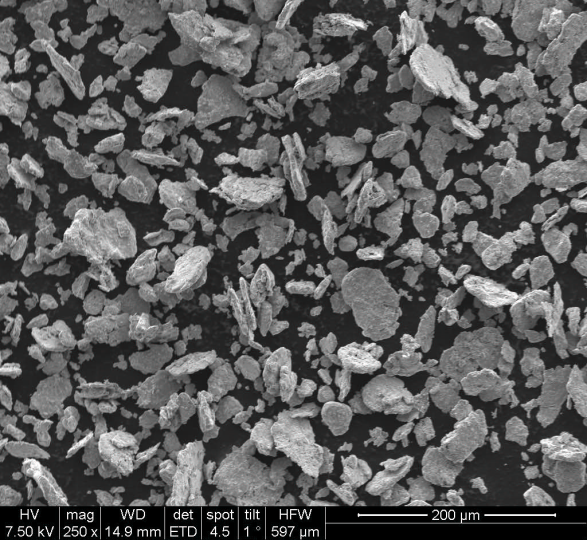 HV mag WD det spot tilt HFW
7.50 kV 250 x 14.9 mm ETD 4.5 1 ° 597 µm 200 µm